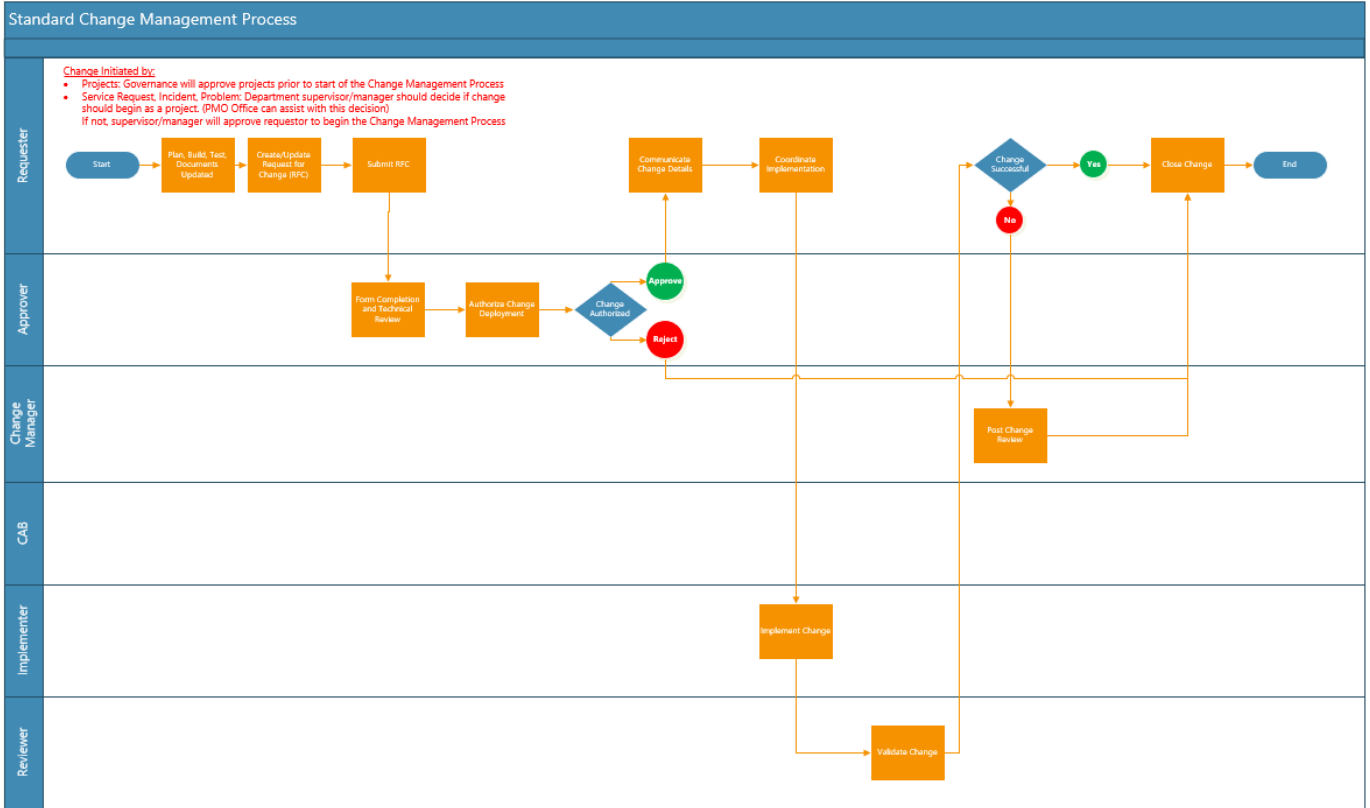 Standard Change Management Process
Change Initiated by:
• Projects: Governance will approve projects prior to start of the Change Management Process
• Service Request, Incident, Problem: Department supervisor/manager should decide if change
should begin as a project. (PMO Office can assist with this decision)
If not, supervisor/manager will approve requestor to begin the Change Management Process
Requester
Start
Plan, Build, Test,
Documents
Updated
Create/Update
Request for
Change (RFC)
Submit RFC
Communicate
Change Details
Coordinate
Implementation
Change
Successful
Yes
No
Close Change
End
Approver
Form Completion
and Technical
Review
Authorize Change
Deployment
Change
Authorized
Approve
Reject
Change
Manager
Post Change
Review
CAB
Implementer
Implement Change
Reviewer
Validate Change